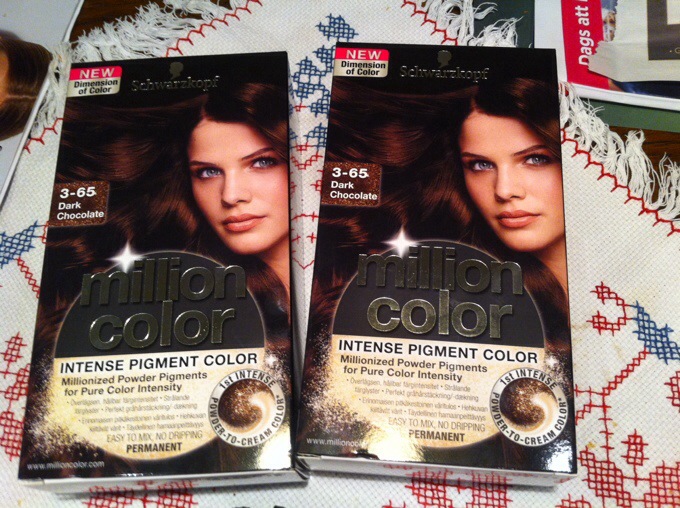 NEW
Dimension
of Color
Schwarzkopf
3-65
Dark
Chocolate
million
color
INTENSE PIGMENT COLOR
Millionized Powder Pigments
for Pure Color Intensity
1ST INTENSE
POWDER-TO-CREAM COLOR*
EASY TO MIX, NO DRIPPING
PERMANENT
www.millioncolor.com
NEW
Dimension
of Color
Schwarzkopf
3-65
Dark
Chocolate
million
color
INTENSE PIGMENT COLOR
Millionized Powder Pigments
for Pure Color Intensity
1ST INTENSE
POWDER-TO-CREAM COLOR*
EASY TO MIX, NO DRIPPING
PERMANENT
Dags att